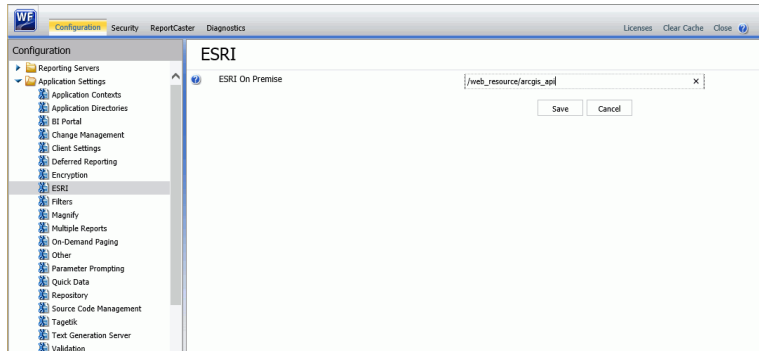 WF
Configuration Security ReportCaster Diagnostics Licenses Clear Cache Close ?
Configuration
ESRI
Reporting Servers
Application Settings
ESRI On Premise /web_resource/arcgis_api
Application Contexts
Application Directories
Save Cancel
BI Portal
Change Management
Client Settings
Deferred Reporting
Encryption
ESRI
Filters
Magnify
Multiple Reports
On-Demand Paging
Other
Parameter Prompting
Quick Data
Repository
Source Code Management
Tagetik
Text Generation Server
Validation